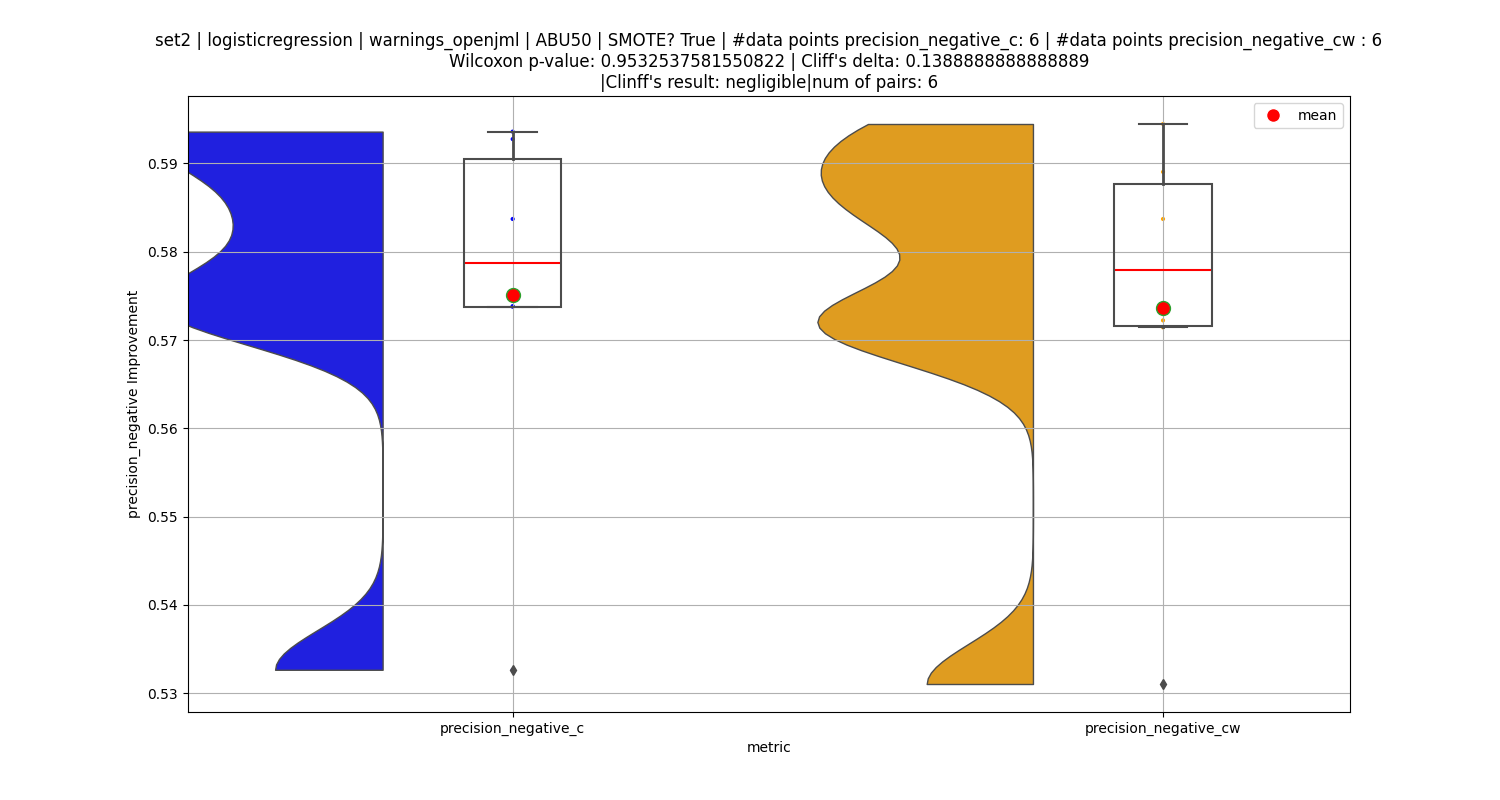 set2 | logisticregression | warnings_openjml | ABU50 | SMOTE? True | #data points precision_negative_c: 6 | #data points precision_negative_cw : 6
Wilcoxon p-value: 0.9532537581550822 | Cliff's delta: 0.1388888888888889
|Clinff's result: negligible|num of pairs: 6
mean
0.59
0.58
0.57
0.56
0.55
0.54
0.53
precision_negative Improvement
precision_negative_c
precision_negative_cw
metric